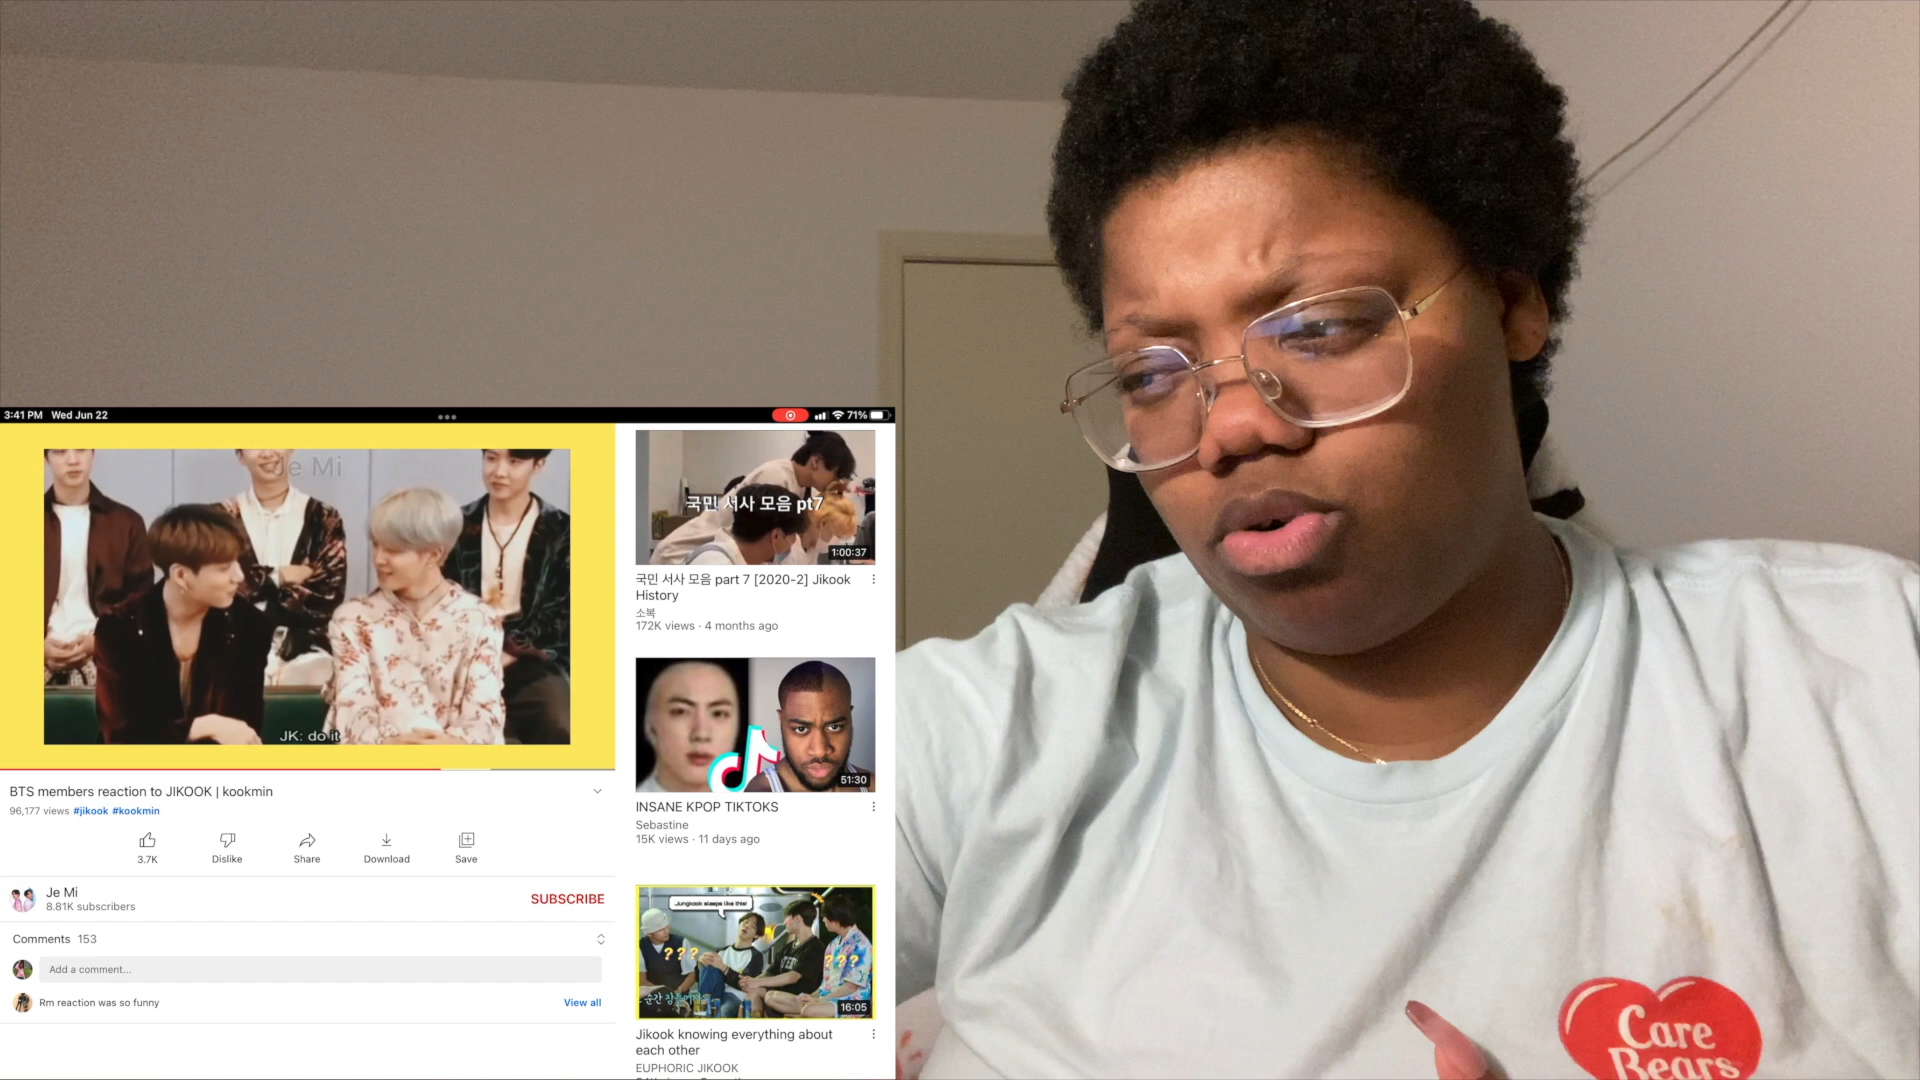 3:41 PM Wed Jun 22
71%
Je Mi
JK: do it
BTS members reaction to JIKOOK | kookmin
96,177 views #jikook #kookmin
3.7K
Dislike
Share
Download
Save
Je Mi
8.81K subscribers
SUBSCRIBE
Comments 153
Add a comment...
Rm reaction was so funny
View all
국민 서사 모음 pt7
1:00:37
국민 서사 모음 part 7 [2020-2] Jikook
History
소복
172K views · 4 months ago
51:30
INSANE KPOP TIKTOKS
Sebastine
15K views · 11 days ago
Jungkook sleeps like this!
???
???
16:05
Jikook knowing everything about
each other
EUPHORIC JIKOOK
Care
Bears